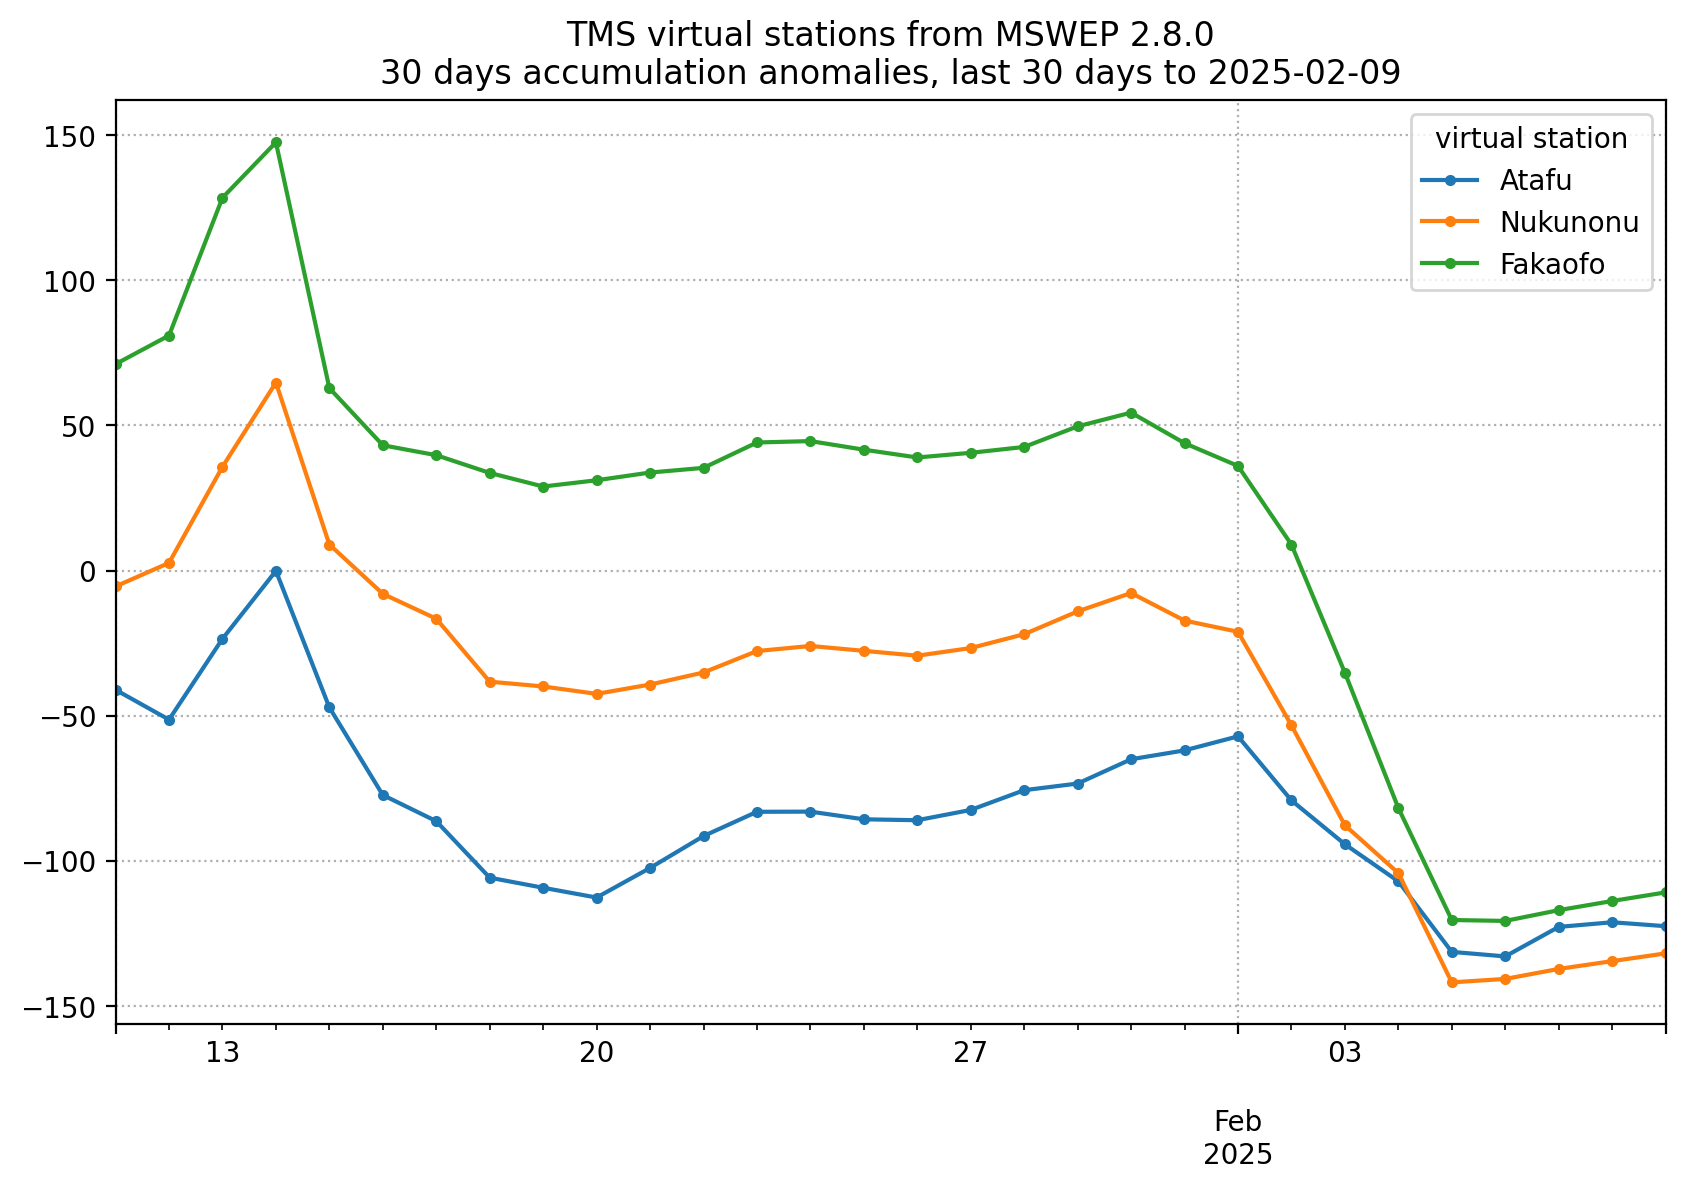 TMS virtual stations from MSWEP 2.8.0
30 days accumulation anomalies, last 30 days to 2025-02-09
virtual station
Atafu
Nukunonu
Fakaofo
150
100
50
0
−50
−100
−150
13
20
27
03
Feb
2025